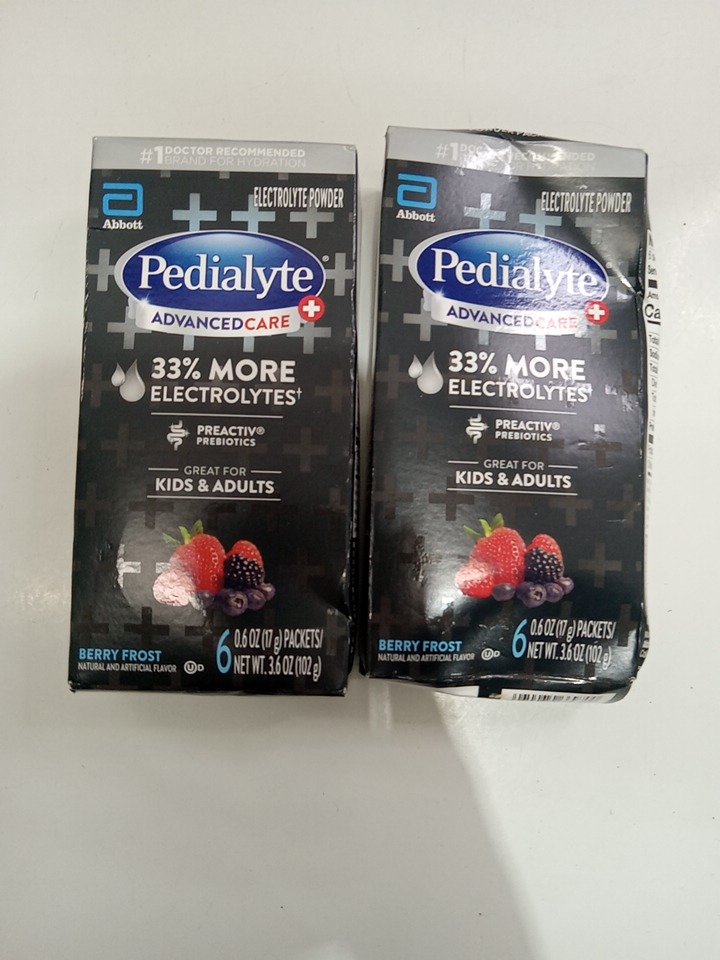 #1 DOCTOR RECOMMENDED
BRAND FOR HYDRATION
Abbott
ELECTROLYTE POWDER
Pedialyte®
ADVANCEDCARE
33% MORE
ELECTROLYTES†
PREACTIV®
PREBIOTICS
GREAT FOR
KIDS & ADULTS
BERRY FROST
NATURAL AND ARTIFICIAL FLAVOR
U D
6 0.6 OZ (17 g) PACKETS/
NET WT. 3.6 OZ (102 g)
#1
Abbott
ELECTROLYTE POWDER
Pedialyte®
ADVANCEDCARE
33% MORE
ELECTROLYTES†
PREACTIV®
PREBIOTICS
GREAT FOR
KIDS & ADULTS
BERRY FROST
NATURAL AND ARTIFICIAL FLAVOR
U D
6 0.6 OZ (17 g) PACKETS/
NET WT. 3.6 OZ (102 g)